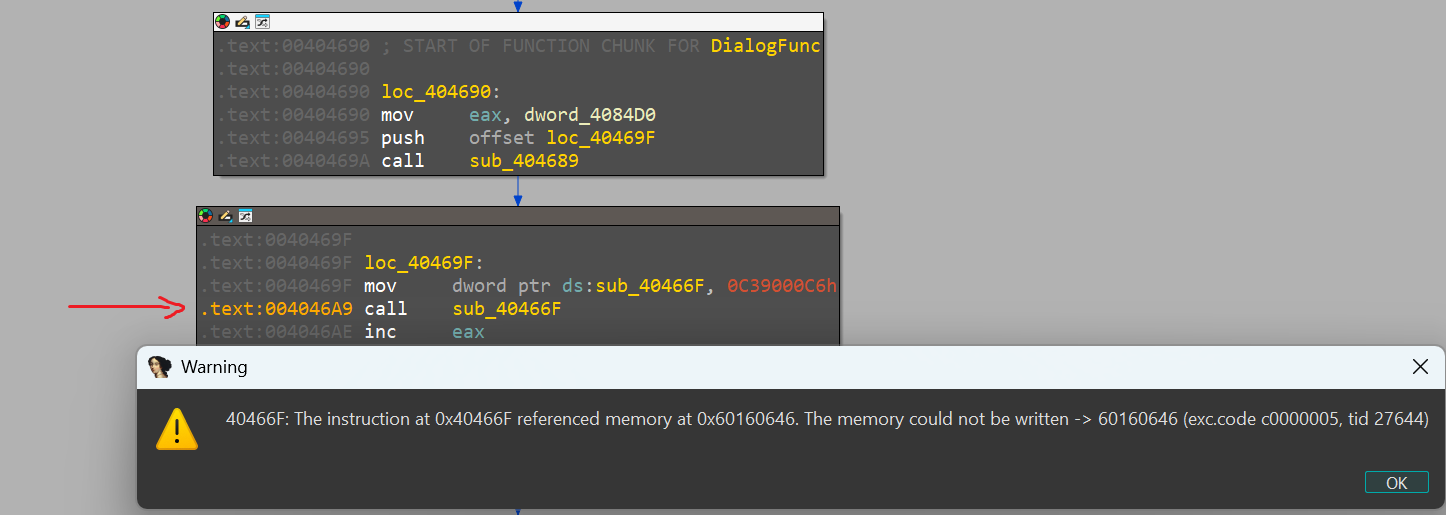 .text:00404690 ; START OF FUNCTION CHUNK FOR DialogFunc
.text:00404690
.text:00404690 loc_404690:
.text:00404690 mov eax, dword_4084D0
.text:00404695 push offset loc_40469F
.text:0040469A call sub_404689
.text:0040469F
.text:0040469F loc_40469F:
.text:0040469F mov dword ptr ds:sub_40466F, 0C39000C6h
.text:004046A9 call sub_40466F
.text:004046AE inc eax
Warning
40466F: The instruction at 0x40466F referenced memory at 0x60160646. The memory could not be written -> 60160646 (exc.code c0000005, tid 27644)
OK